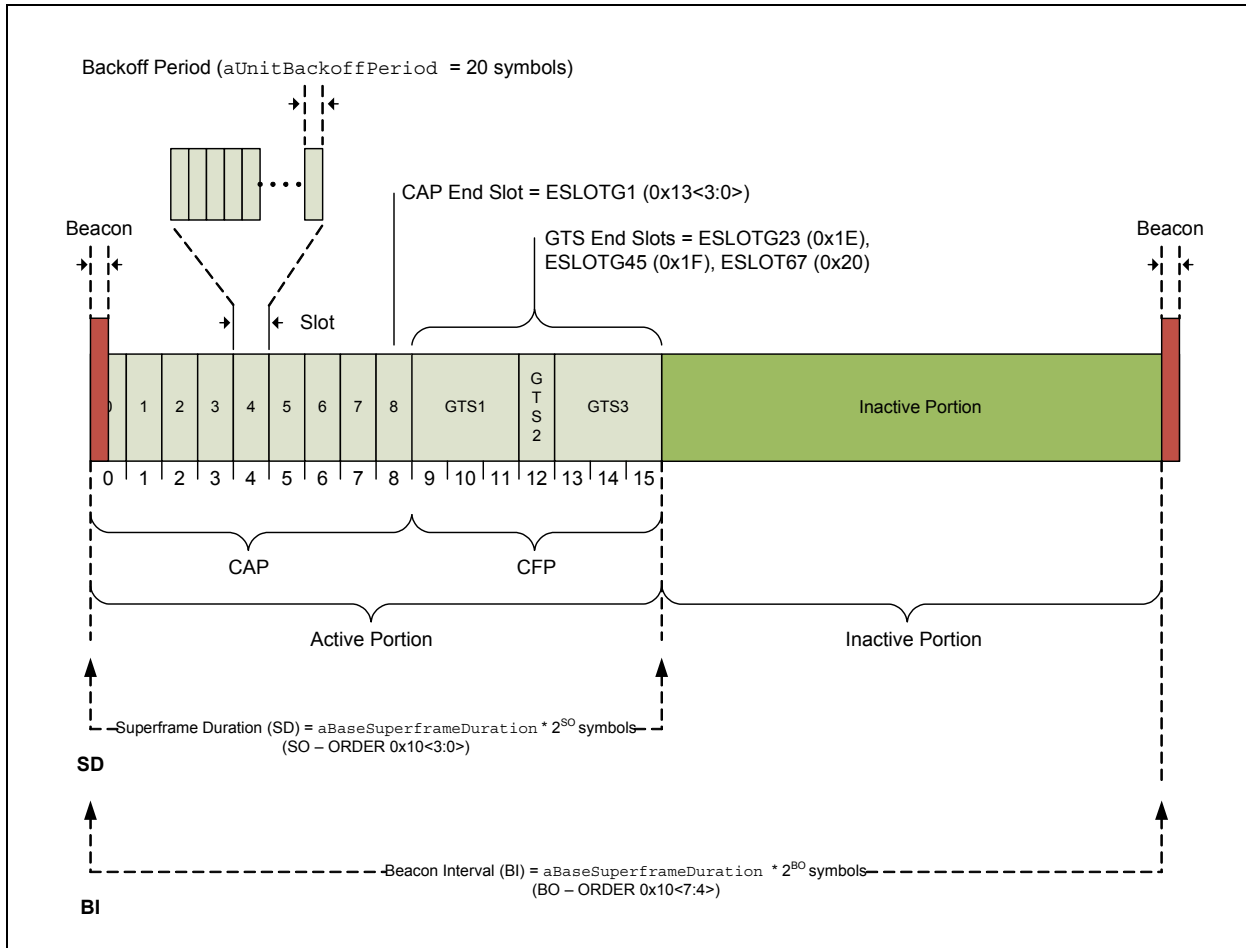 Backoff Period (aUnitBackoffPeriod = 20 symbols)
CAP End Slot = ESLOTG1 (0x13<3:0>)
GTS End Slots = ESLOTG23 (0x1E),
ESLOTG45 (0x1F), ESLOT67 (0x20)
Beacon
Beacon
Slot
0 1 2 3 4 5 6 7 8 GTS1 GTS2 GTS3 Inactive Portion
0 1 2 3 4 5 6 7 8 9 10 11 12 13 14 15
CAP CFP
Active Portion Inactive Portion
Superframe Duration (SD) = aBaseSuperframeDuration * 2^SO symbols
(SO – ORDER 0x10<3:0>)
SD
Beacon Interval (BI) = aBaseSuperframeDuration * 2^BO symbols
(BO – ORDER 0x10<7:4>)
BI